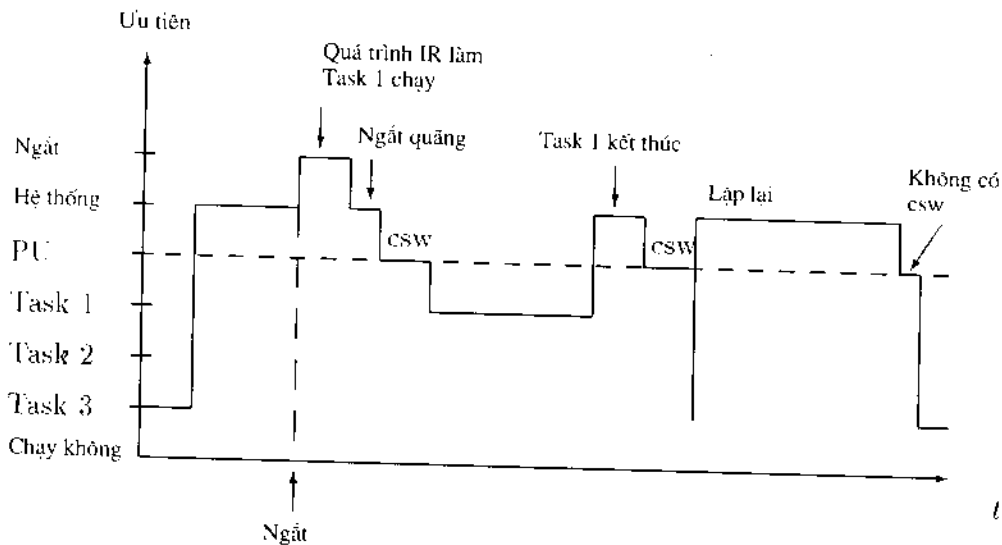 Ưu tiên
Quá trình IR làm
Task 1 chạy
Ngắt
Ngắt quãng
Task 1 kết thúc
Không có
csw
Hệ thống
Lập lại
PU
csw
csw
Task 1
Task 2
Task 3
Chạy không
Ngắt
t